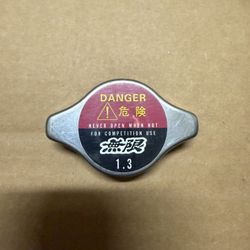 DANGER
危険
NEVER OPEN WHEN HOT
FOR COMPETITION USE
無限
1.3